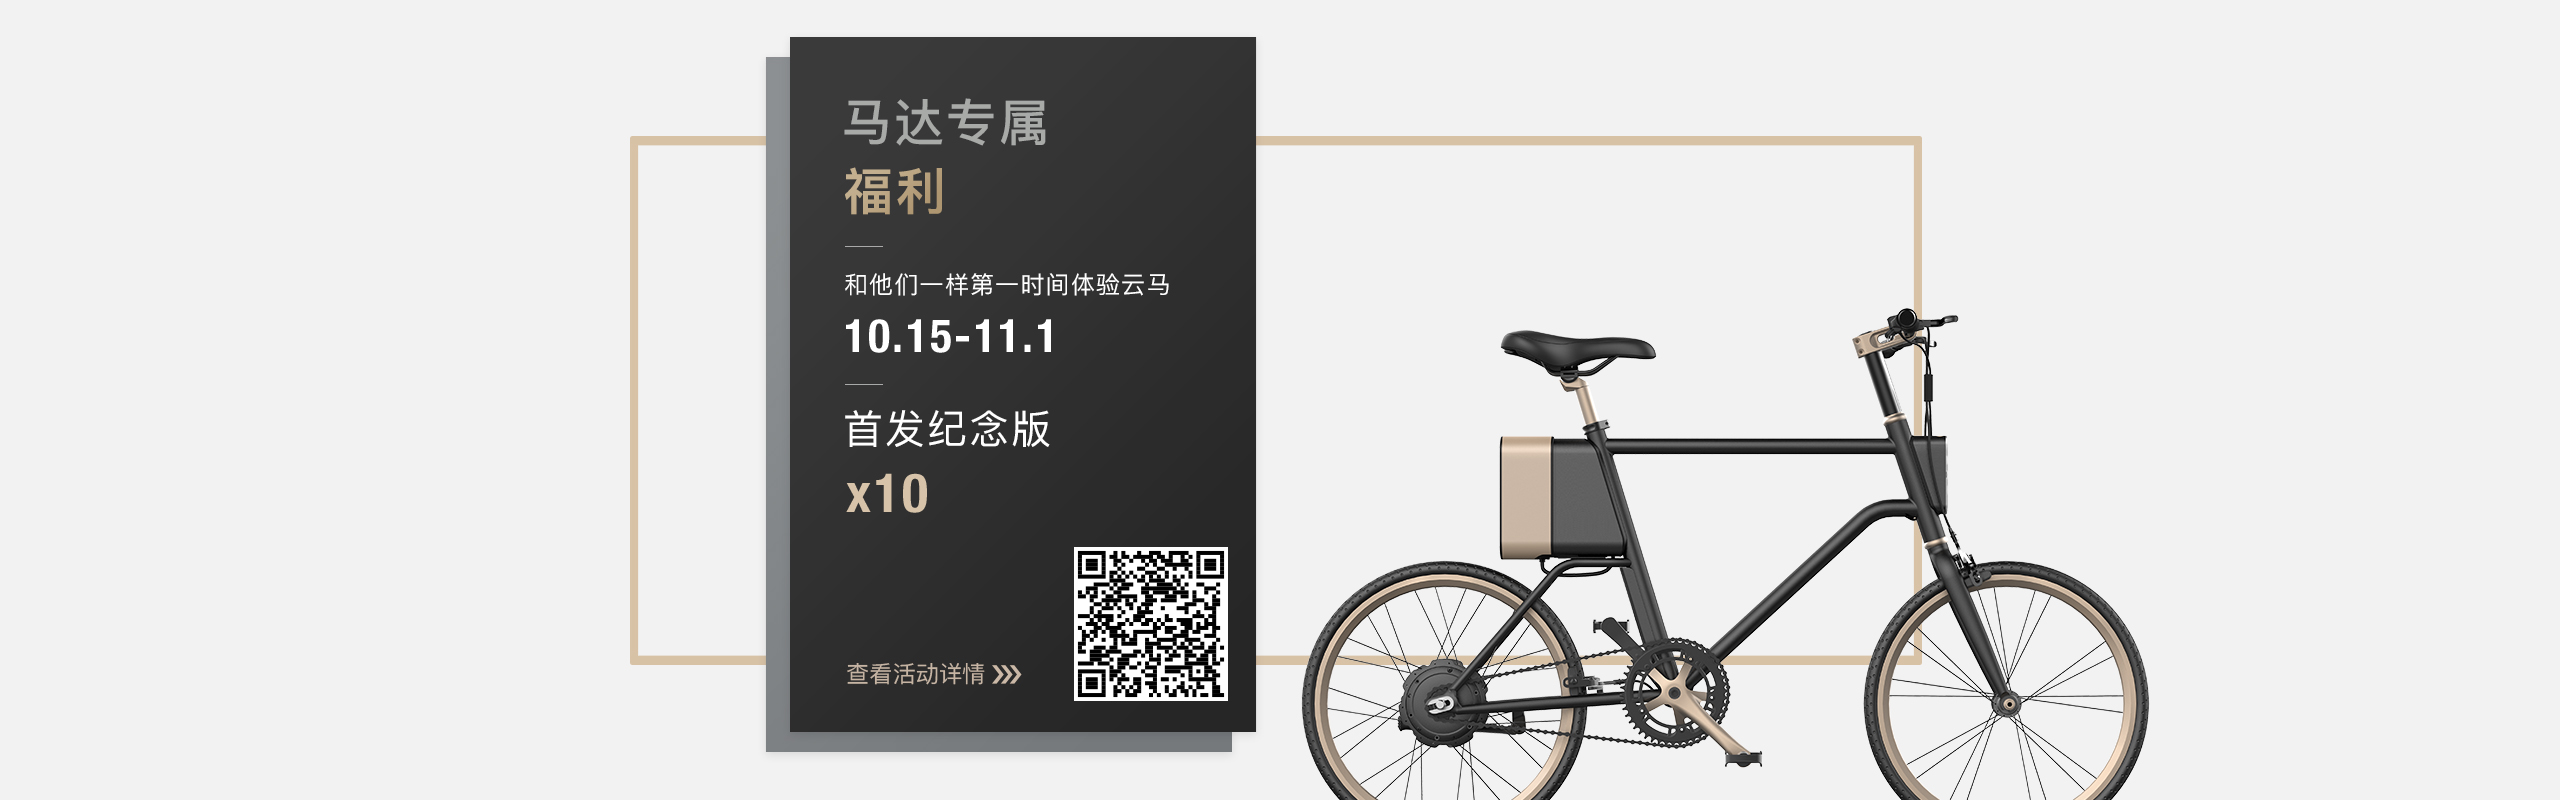 马达专属
福利
和他们一样第一时间体验云马
10.15-11.1
首发纪念版
x10
查看活动详情